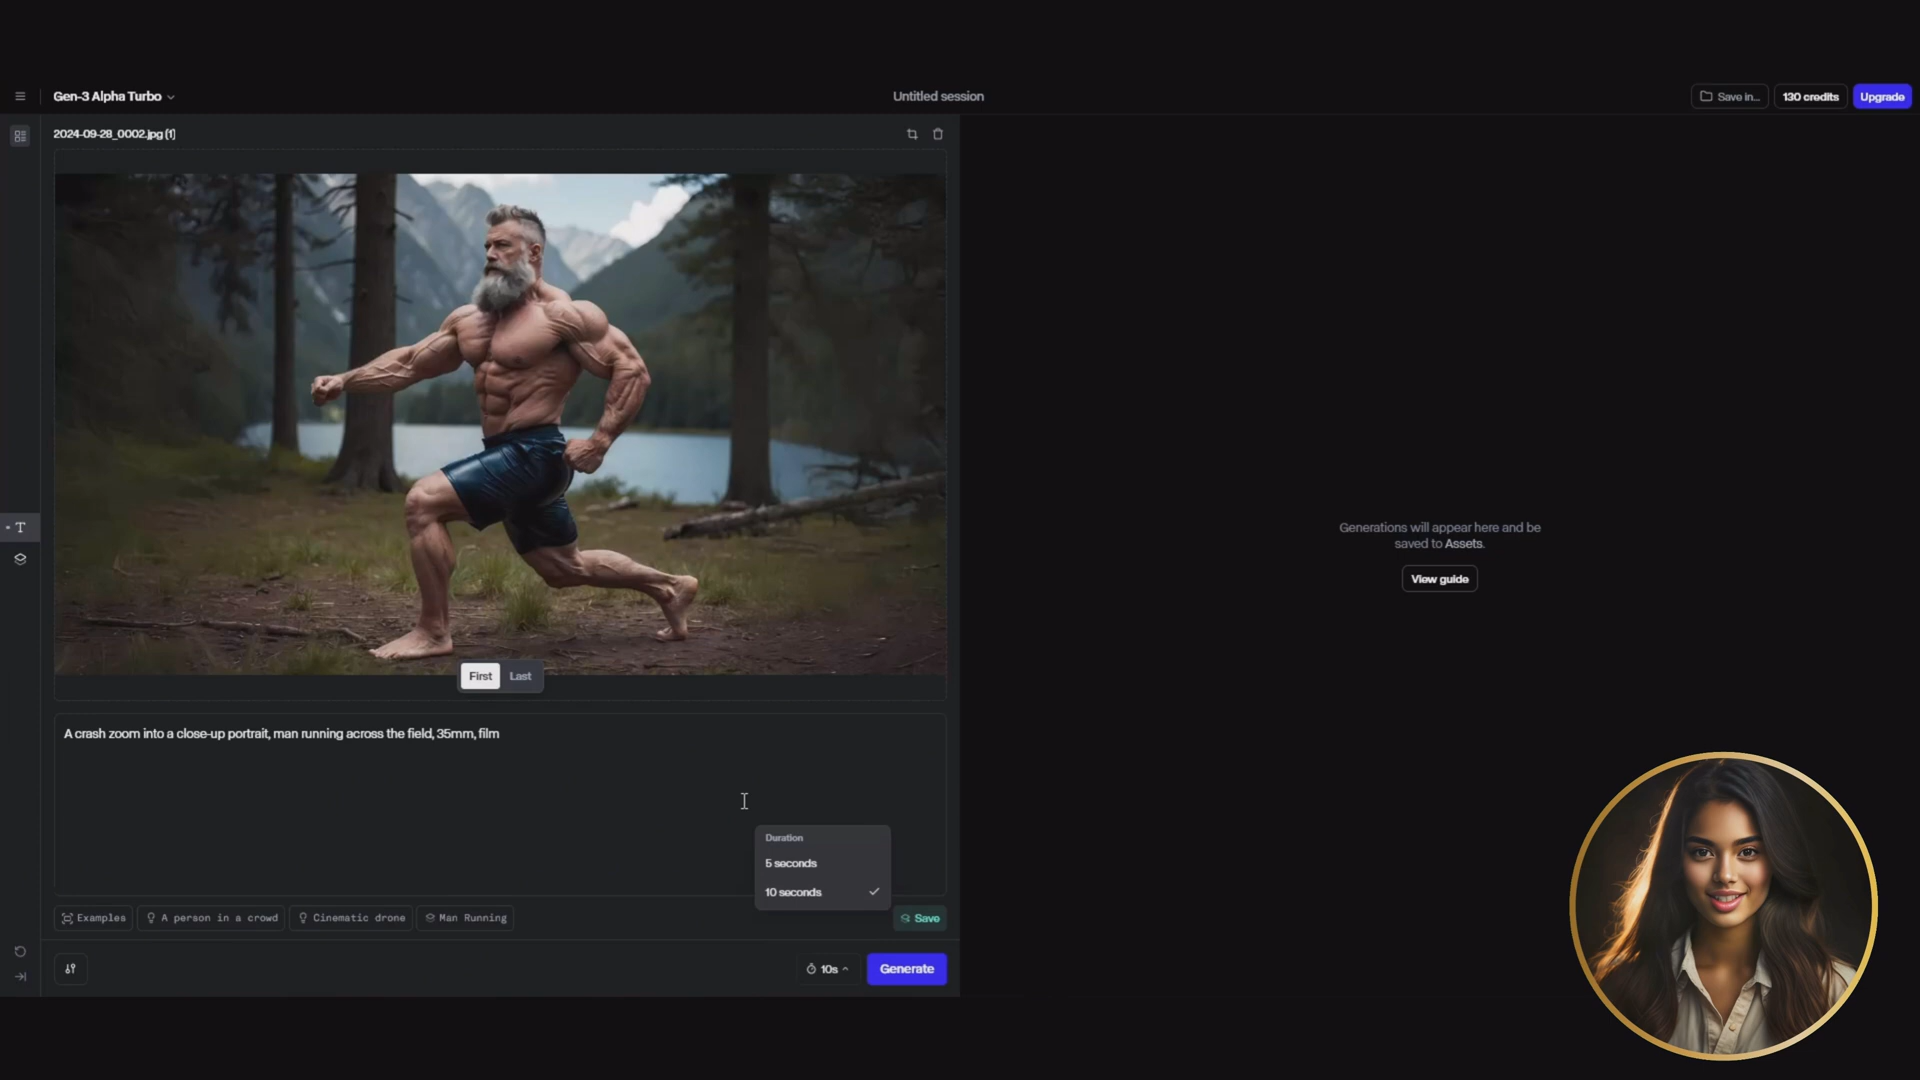 Gen-3 Alpha Turbo
Untitled session
Save in...
130 credits
Upgrade
2024-09-28_0002.jpg (1)
First
Last
Generations will appear here and be
saved to Assets.
View guide
A crash zoom into a close-up portrait, man running across the field, 35mm, film
Duration
5 seconds
10 seconds
Examples
A person in a crowd
Cinematic drone
Man Running
Save
10s
Generate
T